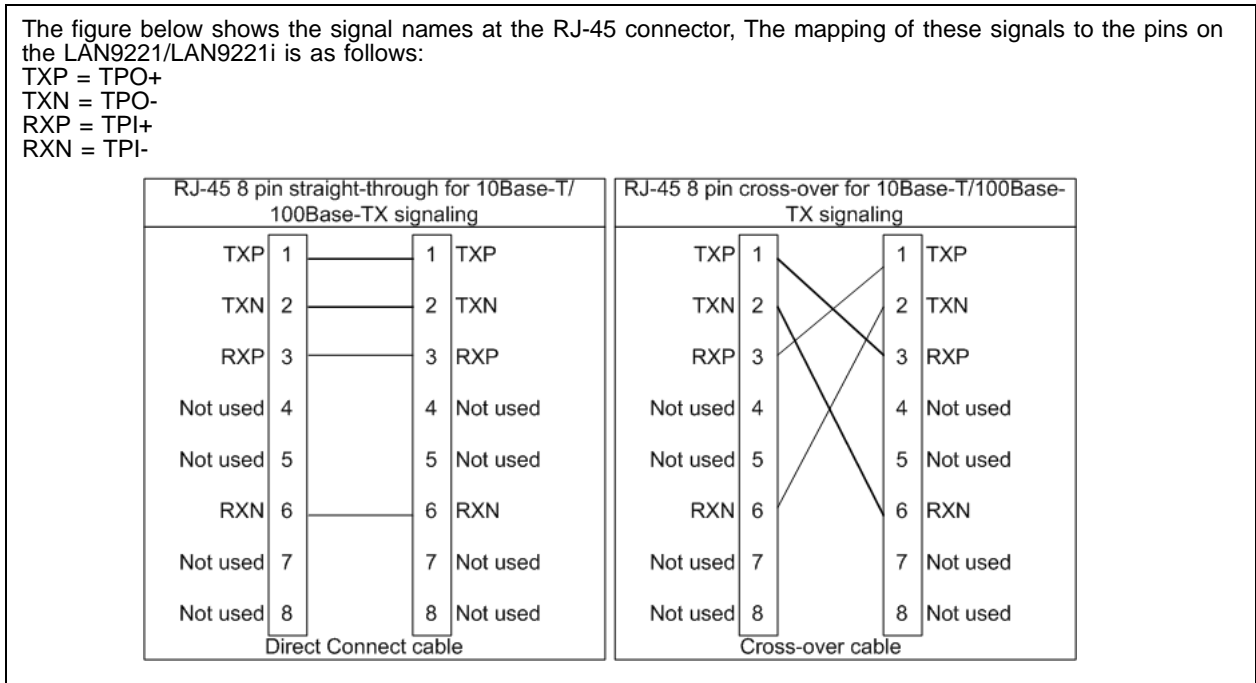 The figure below shows the signal names at the RJ-45 connector, The mapping of these signals to the pins on
the LAN9221/LAN9221i is as follows:
TXP = TPO+
TXN = TPO-
RXP = TPI+
RXN = TPI-
RJ-45 8 pin straight-through for 10Base-T/
100Base-TX signaling
TXP 1 1 TXP
TXN 2 2 TXN
RXP 3 3 RXP
Not used 4 4 Not used
Not used 5 5 Not used
RXN 6 6 RXN
Not used 7 7 Not used
Not used 8 8 Not used
Direct Connect cable
RJ-45 8 pin cross-over for 10Base-T/100Base-
TX signaling
TXP 1 1 TXP
TXN 2 2 TXN
RXP 3 3 RXP
Not used 4 4 Not used
Not used 5 5 Not used
RXN 6 6 RXN
Not used 7 7 Not used
Not used 8 8 Not used
Cross-over cable